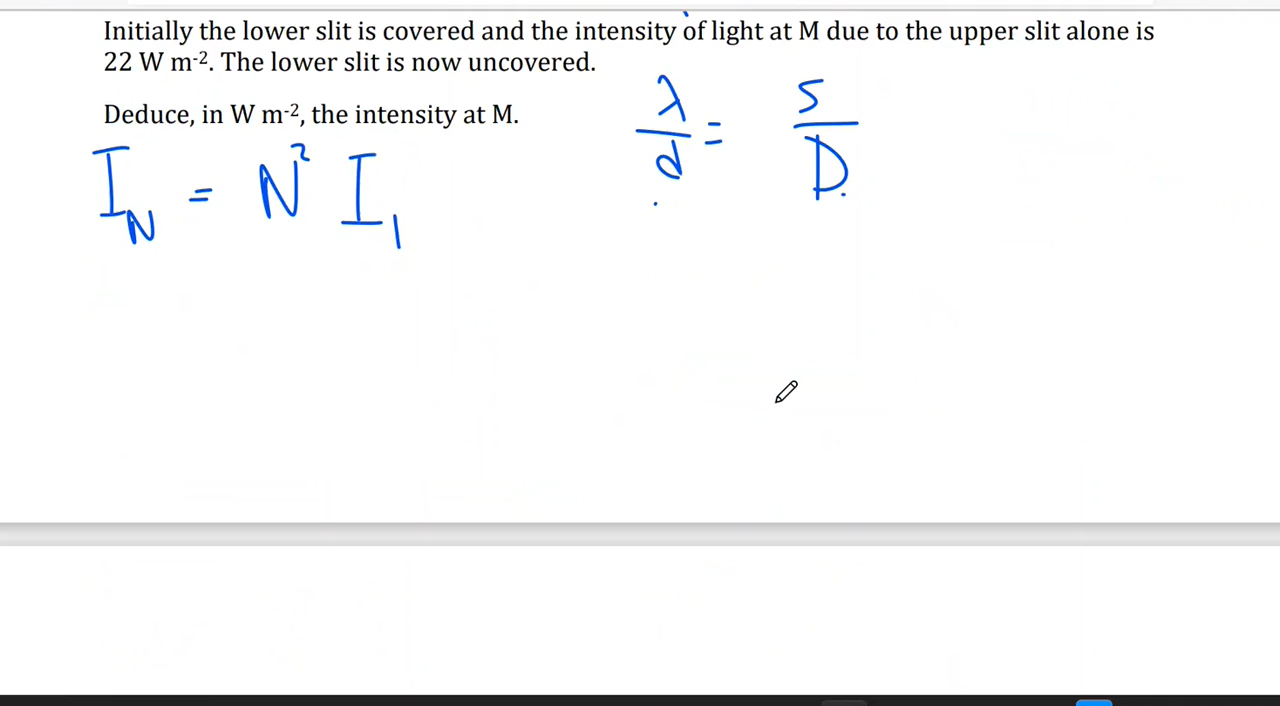 Initially the lower slit is covered and the intensity of light at M due to the upper slit alone is
22 W m⁻². The lower slit is now uncovered.
Deduce, in W m⁻², the intensity at M.
λ/d = s/D
I_N = N² I₁